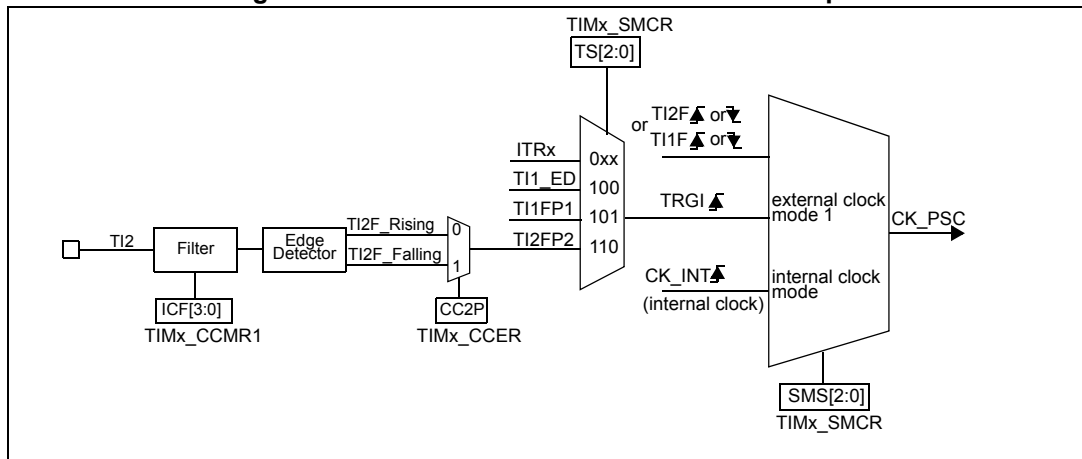 TIMx_SMCR
TS[2:0]
or TI2F or
TI1F or
ITRx
0xx
TI1_ED
100
TI1FP1
101
TI2FP2
110
TRGI
external clock
mode 1
CK_PSC
TI2
Filter
Edge
Detector
TI2F_Rising
TI2F_Falling
0
1
CK_INT
(internal clock)
internal clock
mode
ICF[3:0]
TIMx_CCMR1
CC2P
TIMx_CCER
SMS[2:0]
TIMx_SMCR